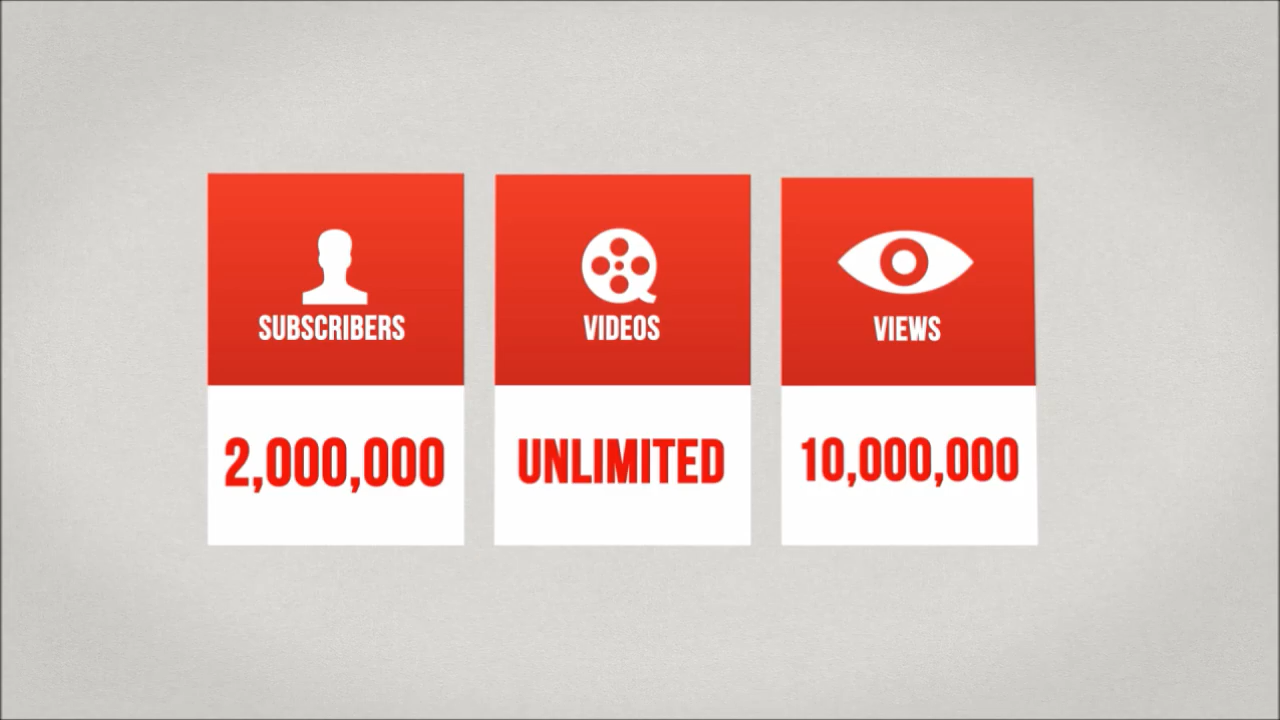 SUBSCRIBERS
2,000,000
VIDEOS
UNLIMITED
VIEWS
10,000,000